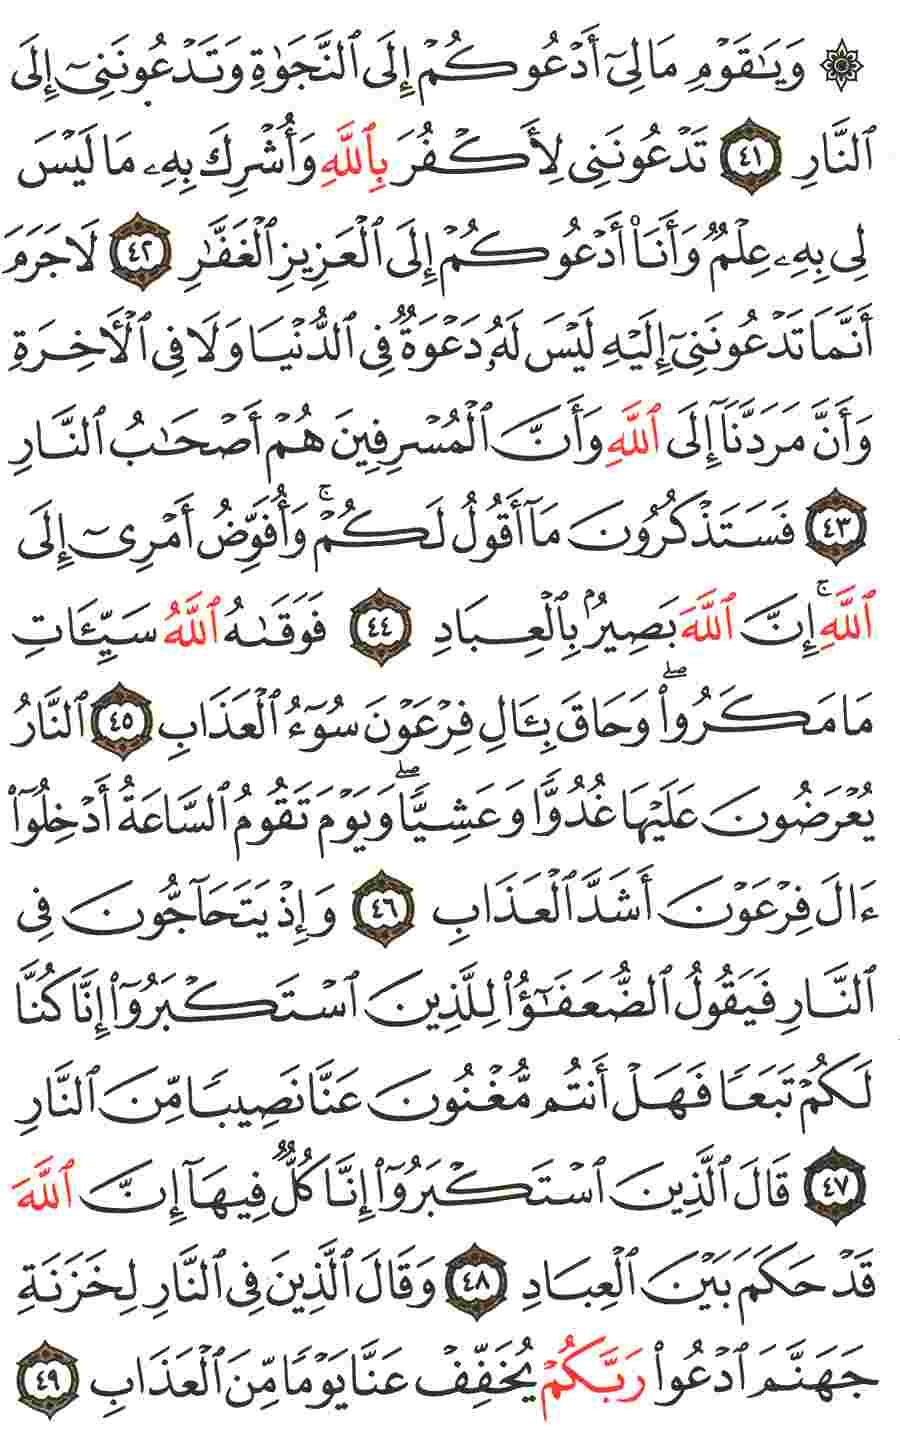 ۞ وَيَٰقَوْمِ مَا لِىٓ أَدْعُوكُمْ إِلَى ٱلنَّجَوٰةِ وَتَدْعُونَنِىٓ إِلَى
ٱلنَّارِ ٤١ تَدْعُونَنِى لِأَكْفُرَ بِٱللَّهِ وَأُشْرِكَ بِهِۦ مَا لَيْسَ
لِى بِهِۦ عِلْمٌ وَأَنَا۠ أَدْعُوكُمْ إِلَى ٱلْعَزِيزِ ٱلْغَفَّٰرِ ٤٢ لَا جَرَمَ
أَنَّمَا تَدْعُونَنِىٓ إِلَيْهِ لَيْسَ لَهُۥ دَعْوَةٌ فِى ٱلدُّنْيَا وَلَا فِى ٱلْأَخِرَةِ
وَأَنَّ مَرَدَّنَآ إِلَى ٱللَّهِ وَأَنَّ ٱلْمُسْرِفِينَ هُمْ أَصْحَٰبُ ٱلنَّارِ
٤٣ فَسَتَذْكُرُونَ مَآ أَقُولُ لَكُمْ ۚ وَأُفَوِّضُ أَمْرِىٓ إِلَى
ٱللَّهِ ۚ إِنَّ ٱللَّهَ بَصِيرٌۢ بِٱلْعِبَادِ ٤٤ فَوَقَىٰهُ ٱللَّهُ سَيِّـَٔاتِ
مَا مَكَرُوا۟ ۖ وَحَاقَ بِـَٔالِ فِرْعَوْنَ سُوٓءُ ٱلْعَذَابِ ٤٥ ٱلنَّارُ
يُعْرَضُونَ عَلَيْهَا غُدُوًّا وَعَشِيًّا ۖ وَيَوْمَ تَقُومُ ٱلسَّاعَةُ أَدْخِلُوٓا۟
ءَالَ فِرْعَوْنَ أَشَدَّ ٱلْعَذَابِ ٤٦ وَإِذْ يَتَحَآجُّونَ فِى
ٱلنَّارِ فَيَقُولُ ٱلضُّعَفَٰٓؤُا۟ لِلَّذِينَ ٱسْتَكْبَرُوٓا۟ إِنَّا كُنَّا
لَكُمْ تَبَعًا فَهَلْ أَنتُم مُّغْنُونَ عَنَّا نَصِيبًا مِّنَ ٱلنَّارِ
٤٧ قَالَ ٱلَّذِينَ ٱسْتَكْبَرُوٓا۟ إِنَّا كُلٌّ فِيهَآ إِنَّ ٱللَّهَ
قَدْ حَكَمَ بَيْنَ ٱلْعِبَادِ ٤٨ وَقَالَ ٱلَّذِينَ فِى ٱلنَّارِ لِخَزَنَةِ
جَهَنَّمَ ٱدْعُوا۟ رَبَّكُمْ يُخَفِّفْ عَنَّا يَوْمًا مِّنَ ٱلْعَذَابِ ٤٩